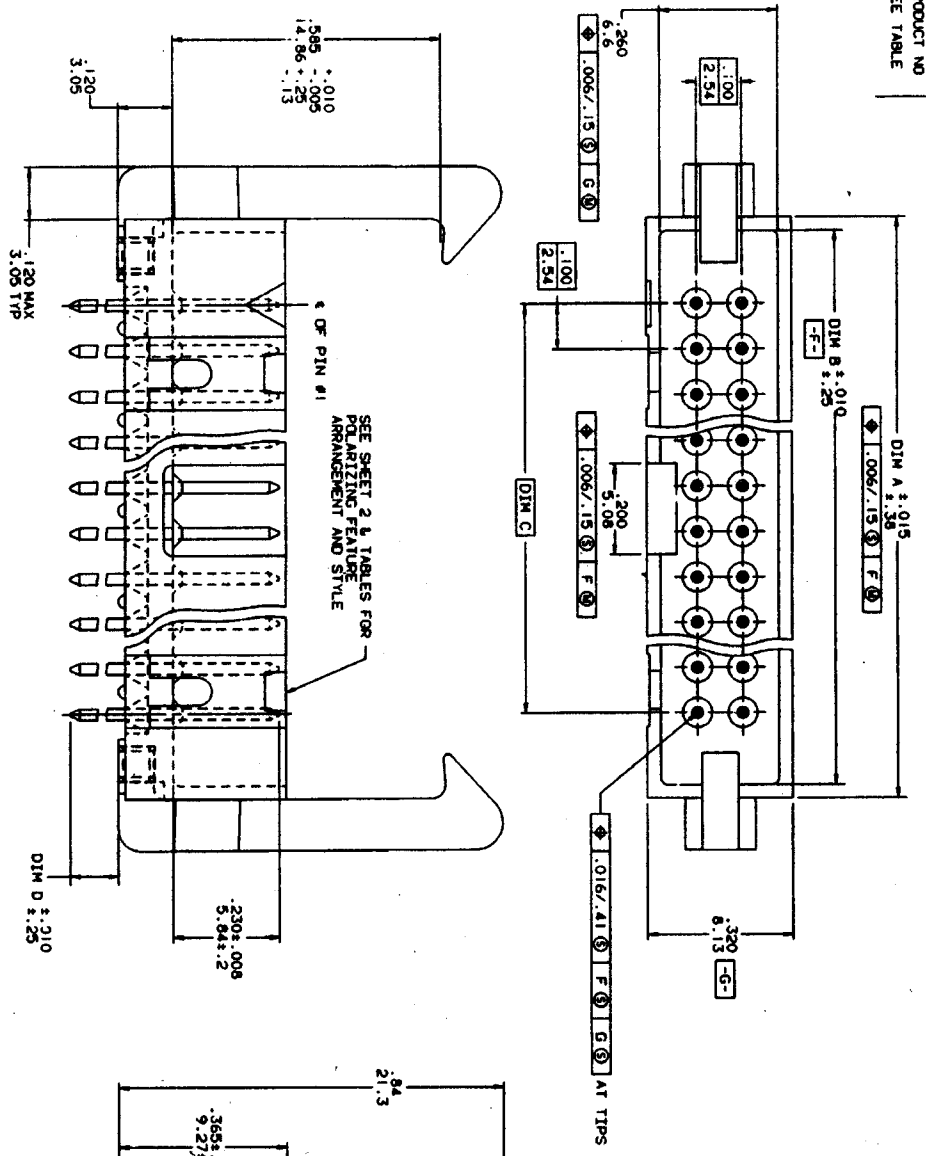 PODUCT NO
EE TABLE
.260
6.6
⌖ .006/.15 Ⓢ G Ⓜ
.100
2.54
.100
2.54
DIM A ±.015
±.38
⌖ .006/.15 Ⓢ F Ⓜ
DIM B ±.010
±.25
-F-
DIM C
.200
5.08
⌖ .006/.15 Ⓢ F Ⓜ
.320
8.13
-G-
⌖ .016/.41 Ⓢ F Ⓢ G Ⓢ AT TIPS
.585 +.010
-.005
14.86 +.25
-.13
.120
3.05
.120 MAX
3.05 TYP
℄ OF PIN #1
SEE SHEET 2 & TABLES FOR
POLARIZING FEATURE
ARRANGEMENT AND STYLE
.230±.008
5.84±.2
DIM D ±.010
±.25
.84
21.3
.365±
9.27±